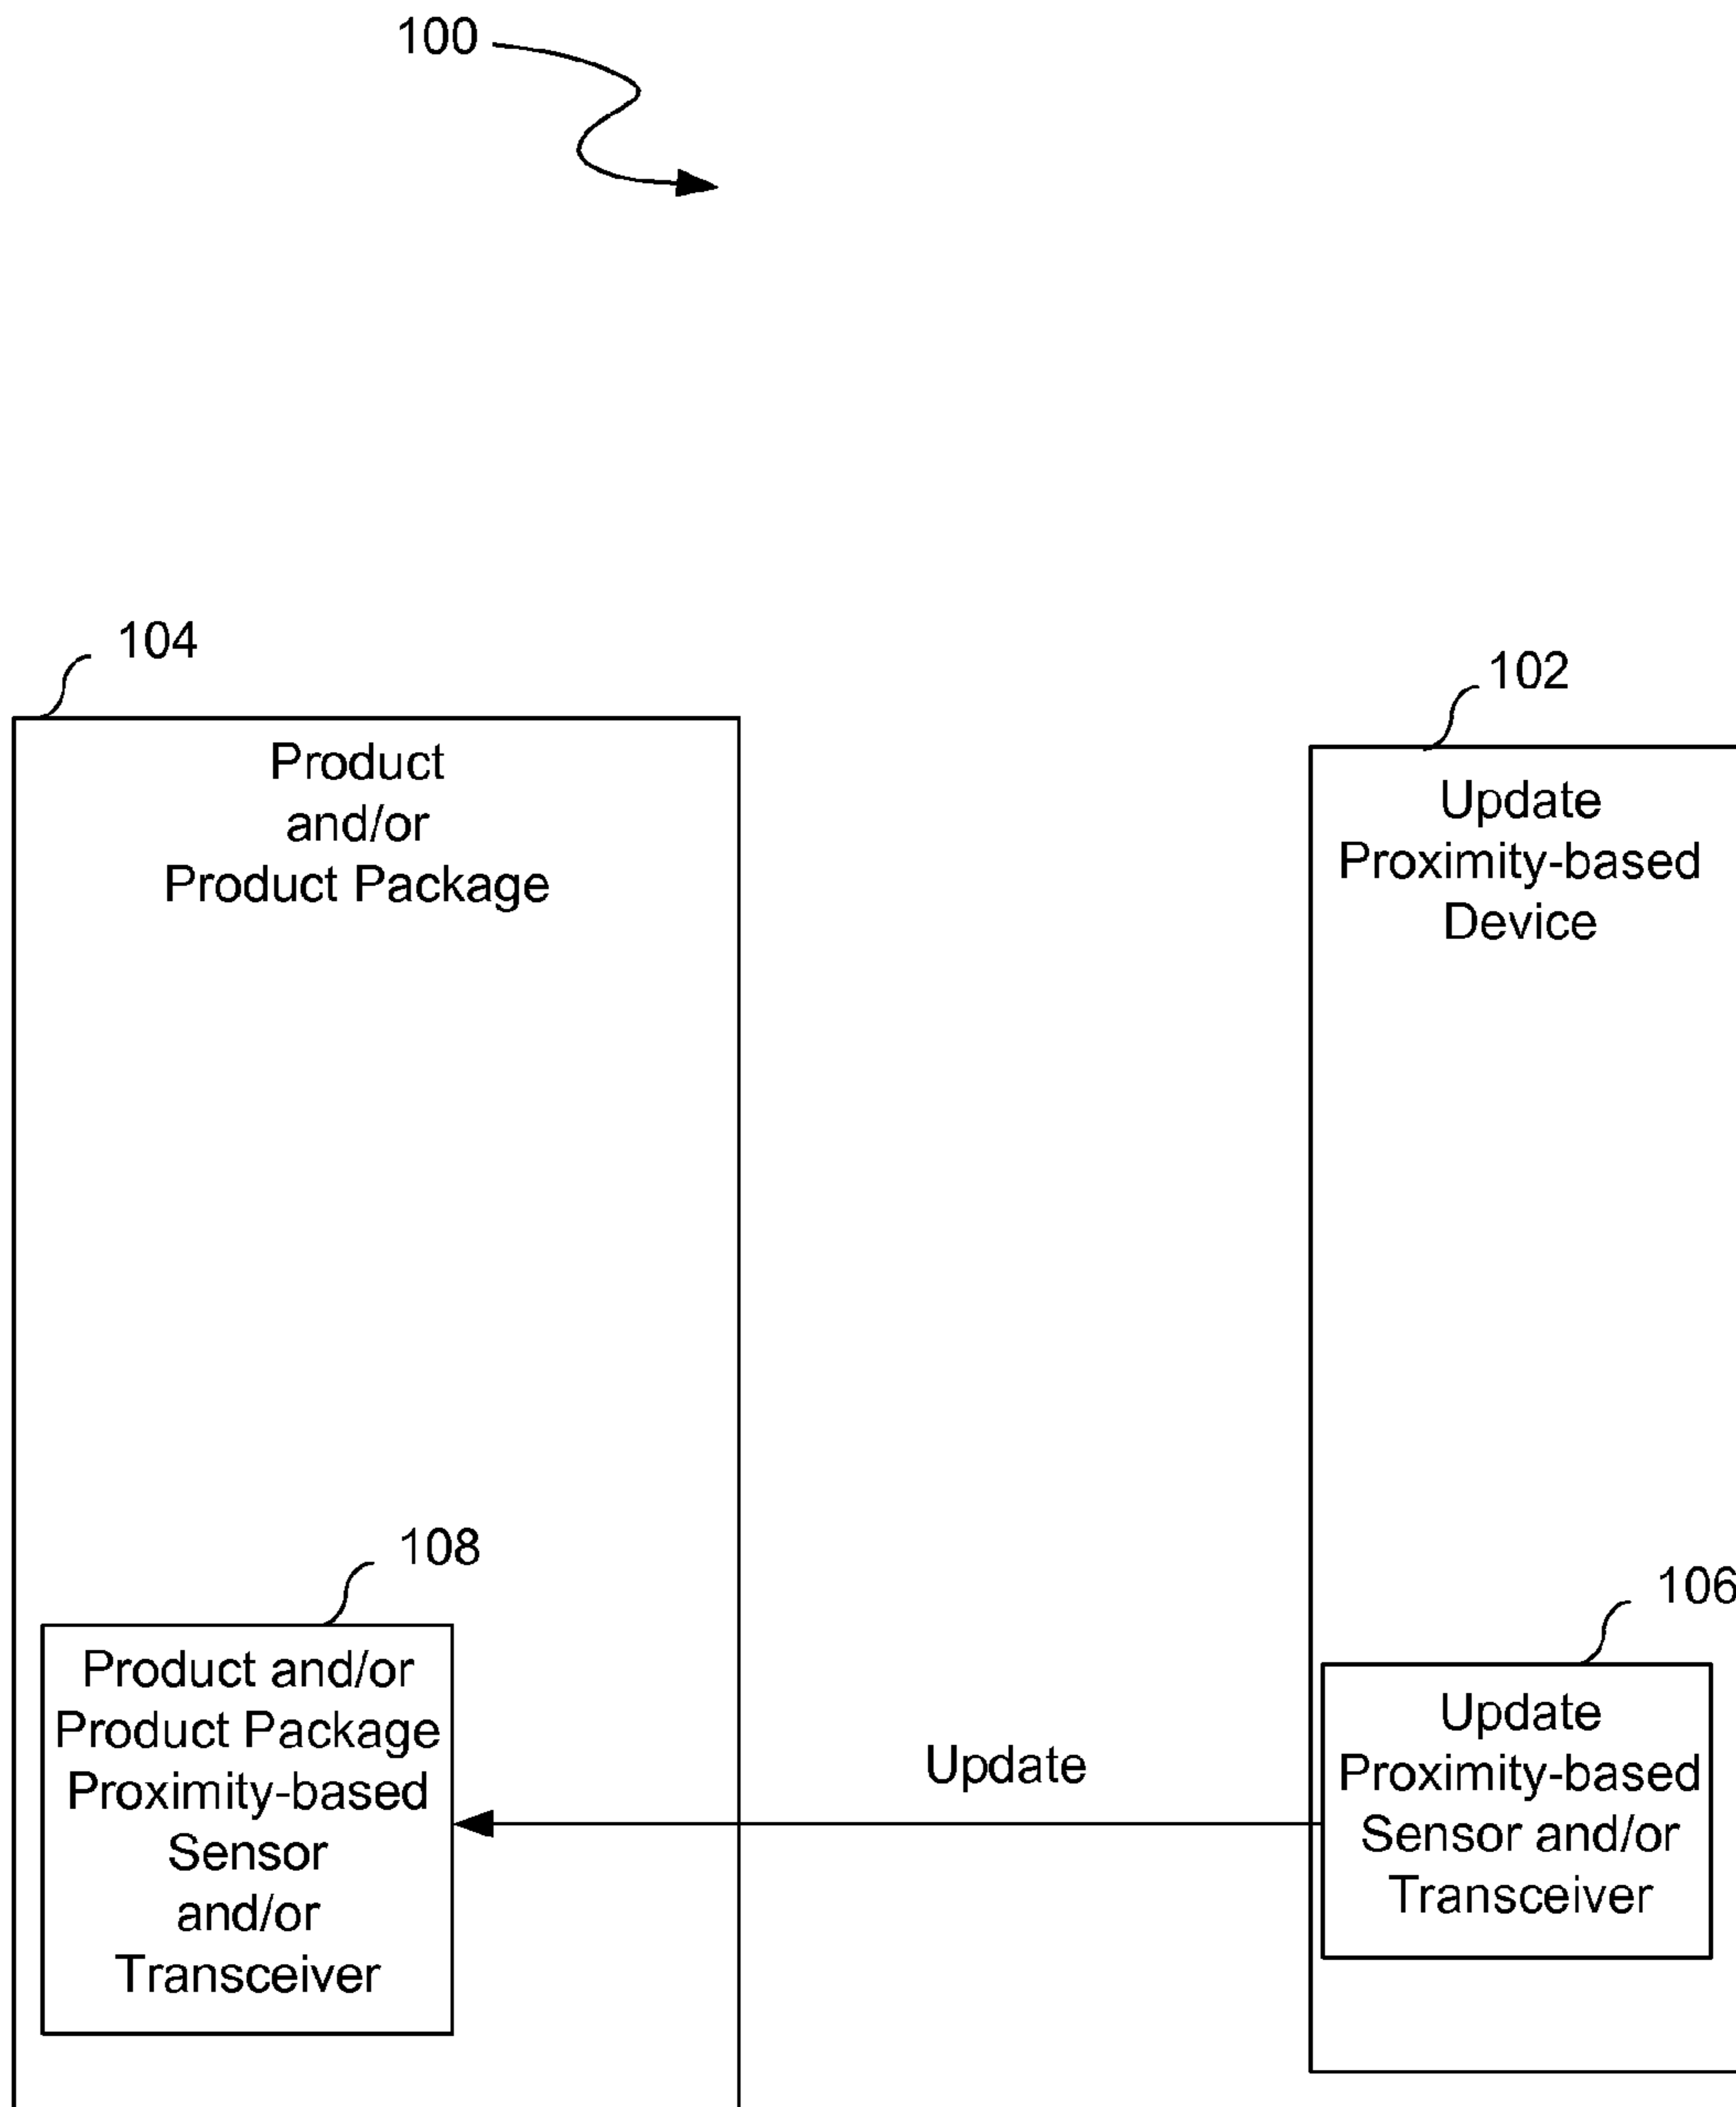 100
104
Product
and/or
Product Package
102
Update
Proximity-based
Device
108
Product and/or
Product Package
Proximity-based
Sensor
and/or
Transceiver
Update
106
Update
Proximity-based
Sensor and/or
Transceiver